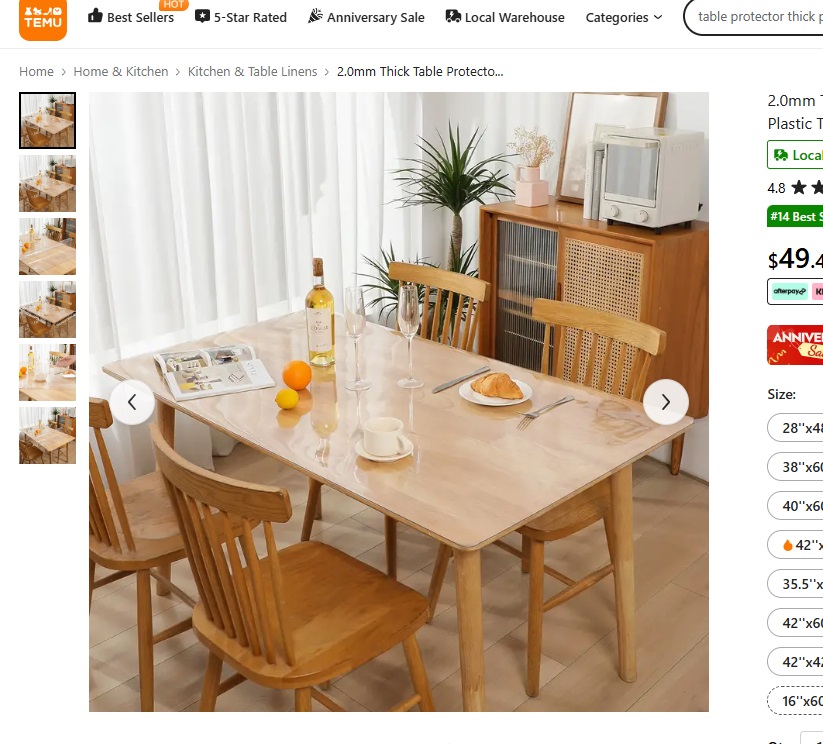 TEMU
Best Sellers
HOT
5-Star Rated
Anniversary Sale
Local Warehouse
Categories
table protector thick p
Home
Home & Kitchen
Kitchen & Table Linens
2.0mm Thick Table Protecto...
2.0mm T
Plastic T
Local
4.8
#14 Best S
$49.4
afterpay
K
ANNIVE
Sa
Size:
28''x48
38''x60
40''x60
42''x
35.5''x
42''x60
42''x42
16''x60